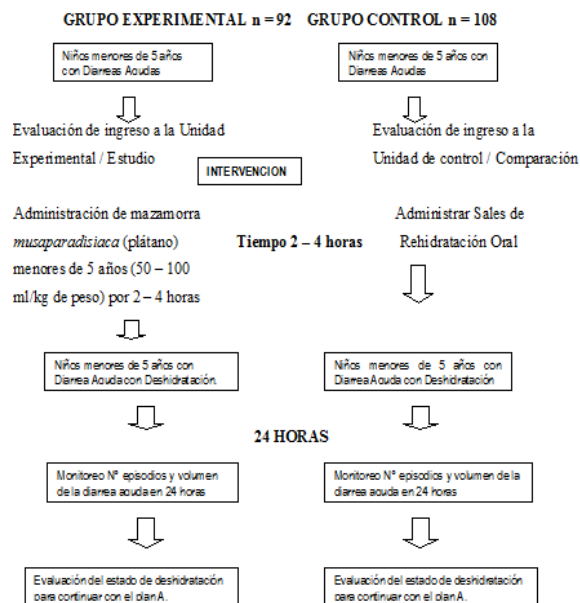 GRUPO EXPERIMENTAL n = 92 GRUPO CONTROL n = 108
Niños menores de 5 años
con Diarreas Agudas
Niños menores de 5 años con
Diarreas Agudas
Evaluación de ingreso a la Unidad
Experimental / Estudio
Evaluación de ingreso a la
Unidad de control / Comparación
INTERVENCION
Administración de mazamorra
musaparadisiaca (plátano)
menores de 5 años (50 – 100
ml/kg de peso) por 2 – 4 horas
Tiempo 2 – 4 horas
Administrar Sales de
Rehidratación Oral
Niños menores de 5 años con
Diarrea Aguda con Deshidratación.
Niños menores de 5 años con
Diarrea Aguda con Deshidratación
24 HORAS
Monitoreo N° episodios y volumen
de la diarrea aguda en 24 horas
Monitoreo N° episodios y volumen de la
diarrea aguda en 24 horas
Evaluación del estado de deshidratación
para continuar con el plan A.
Evaluación del estado de deshidratación
para continuar con el plan A.